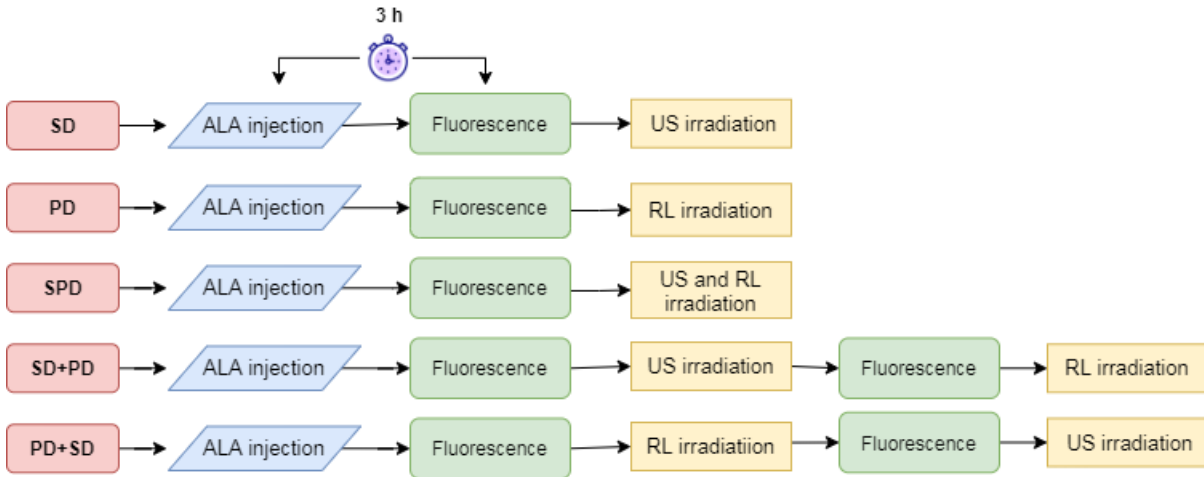 3 h
SD
ALA injection
Fluorescence
US irradiation
PD
ALA injection
Fluorescence
RL irradiation
SPD
ALA injection
Fluorescence
US and RL
irradiation
SD+PD
ALA injection
Fluorescence
US irradiation
Fluorescence
RL irradiation
PD+SD
ALA injection
Fluorescence
RL irradiatiion
Fluorescence
US irradiation